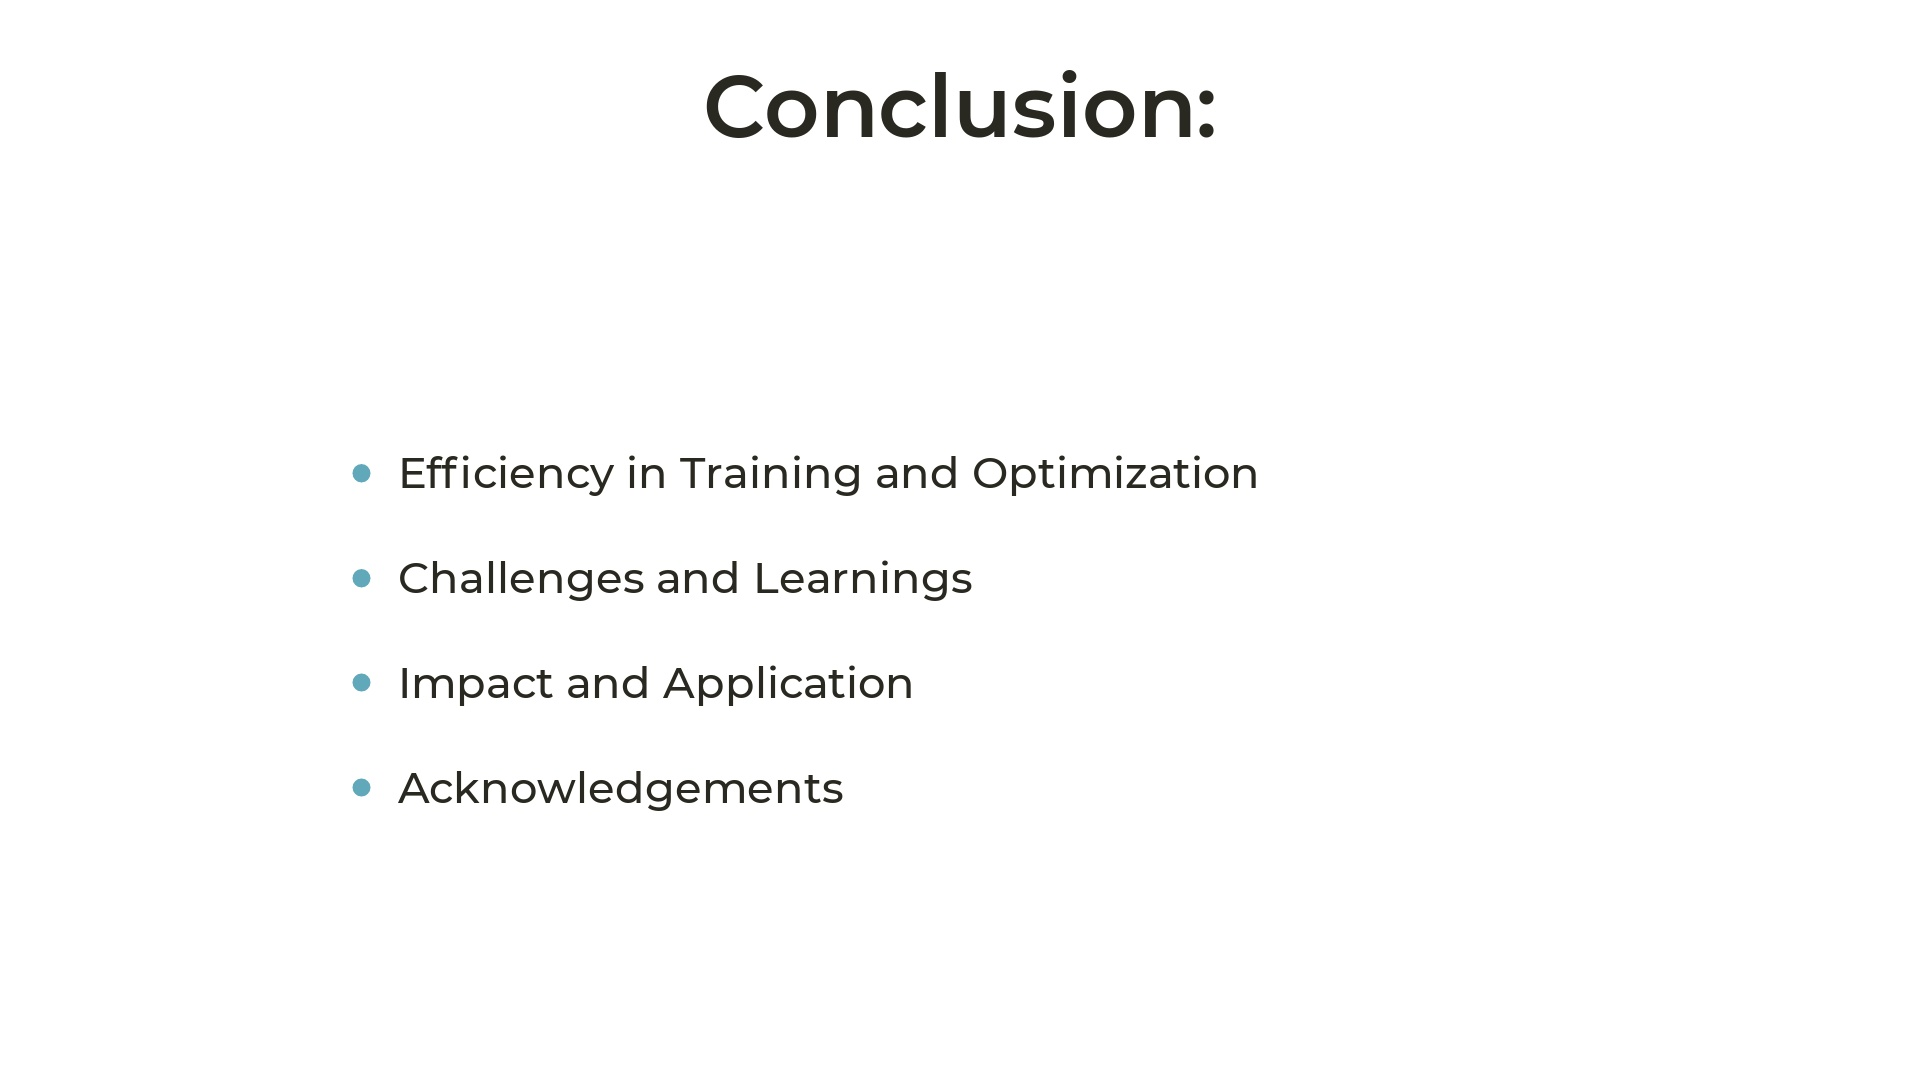 Conclusion:
• Efficiency in Training and Optimization
• Challenges and Learnings
• Impact and Application
• Acknowledgements